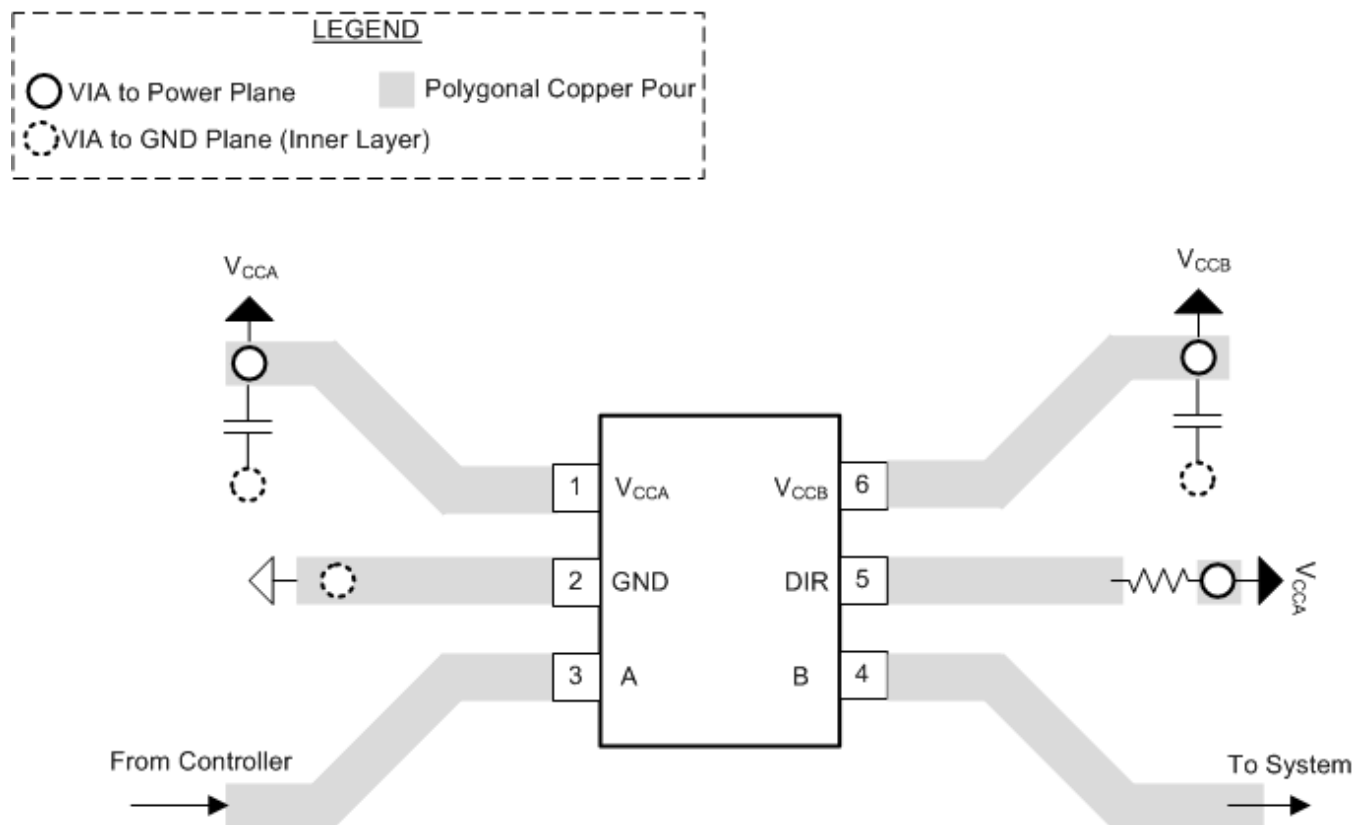 LEGEND
VIA to Power Plane
Polygonal Copper Pour
VIA to GND Plane (Inner Layer)
VCCA
VCCB
1 VCCA VCCB 6
2 GND DIR 5
VCCA
3 A B 4
From Controller
To System